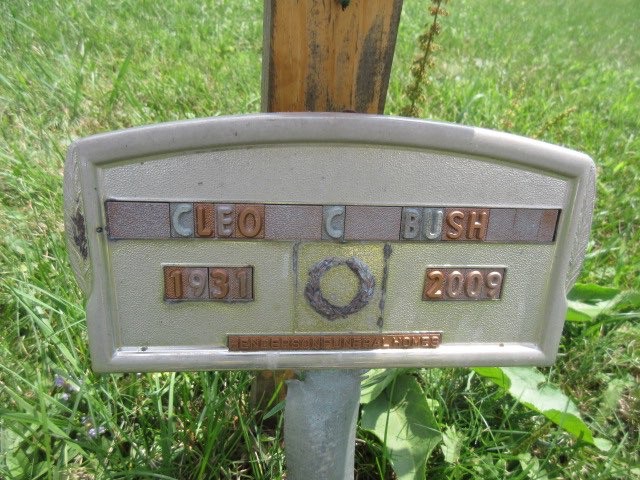 CLEO C BUSH
1931 2009
FUNERAL HOMES